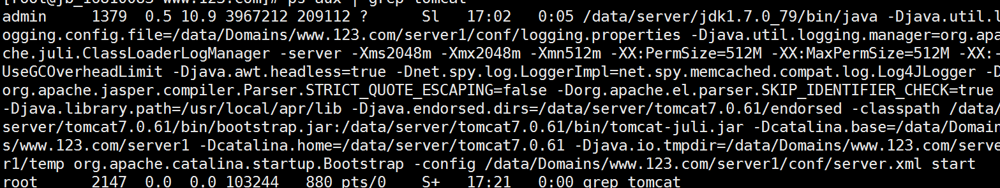 [root@jb_16810083 www.123.com]# ps aux | grep tomcat
admin     1379  0.5 10.9 3967212 209112 ?      Sl   17:02   0:05 /data/server/jdk1.7.0_79/bin/java -Djava.util.l
ogging.config.file=/data/Domains/www.123.com/server1/conf/logging.properties -Djava.util.logging.manager=org.apa
che.juli.ClassLoaderLogManager -server -Xms2048m -Xmx2048m -Xmn512m -XX:PermSize=512M -XX:MaxPermSize=512M -XX:-
UseGCOverheadLimit -Djava.awt.headless=true -Dnet.spy.log.LoggerImpl=net.spy.memcached.compat.log.Log4JLogger -D
org.apache.jasper.compiler.Parser.STRICT_QUOTE_ESCAPING=false -Dorg.apache.el.parser.SKIP_IDENTIFIER_CHECK=true
-Djava.library.path=/usr/local/apr/lib -Djava.endorsed.dirs=/data/server/tomcat7.0.61/endorsed -classpath /data/
server/tomcat7.0.61/bin/bootstrap.jar:/data/server/tomcat7.0.61/bin/tomcat-juli.jar -Dcatalina.base=/data/Domain
s/www.123.com/server1 -Dcatalina.home=/data/server/tomcat7.0.61 -Djava.io.tmpdir=/data/Domains/www.123.com/serve
r1/temp org.apache.catalina.startup.Bootstrap -config /data/Domains/www.123.com/server1/conf/server.xml start
root      2147  0.0  0.0 103244   880 pts/0    S+   17:21   0:00 grep tomcat